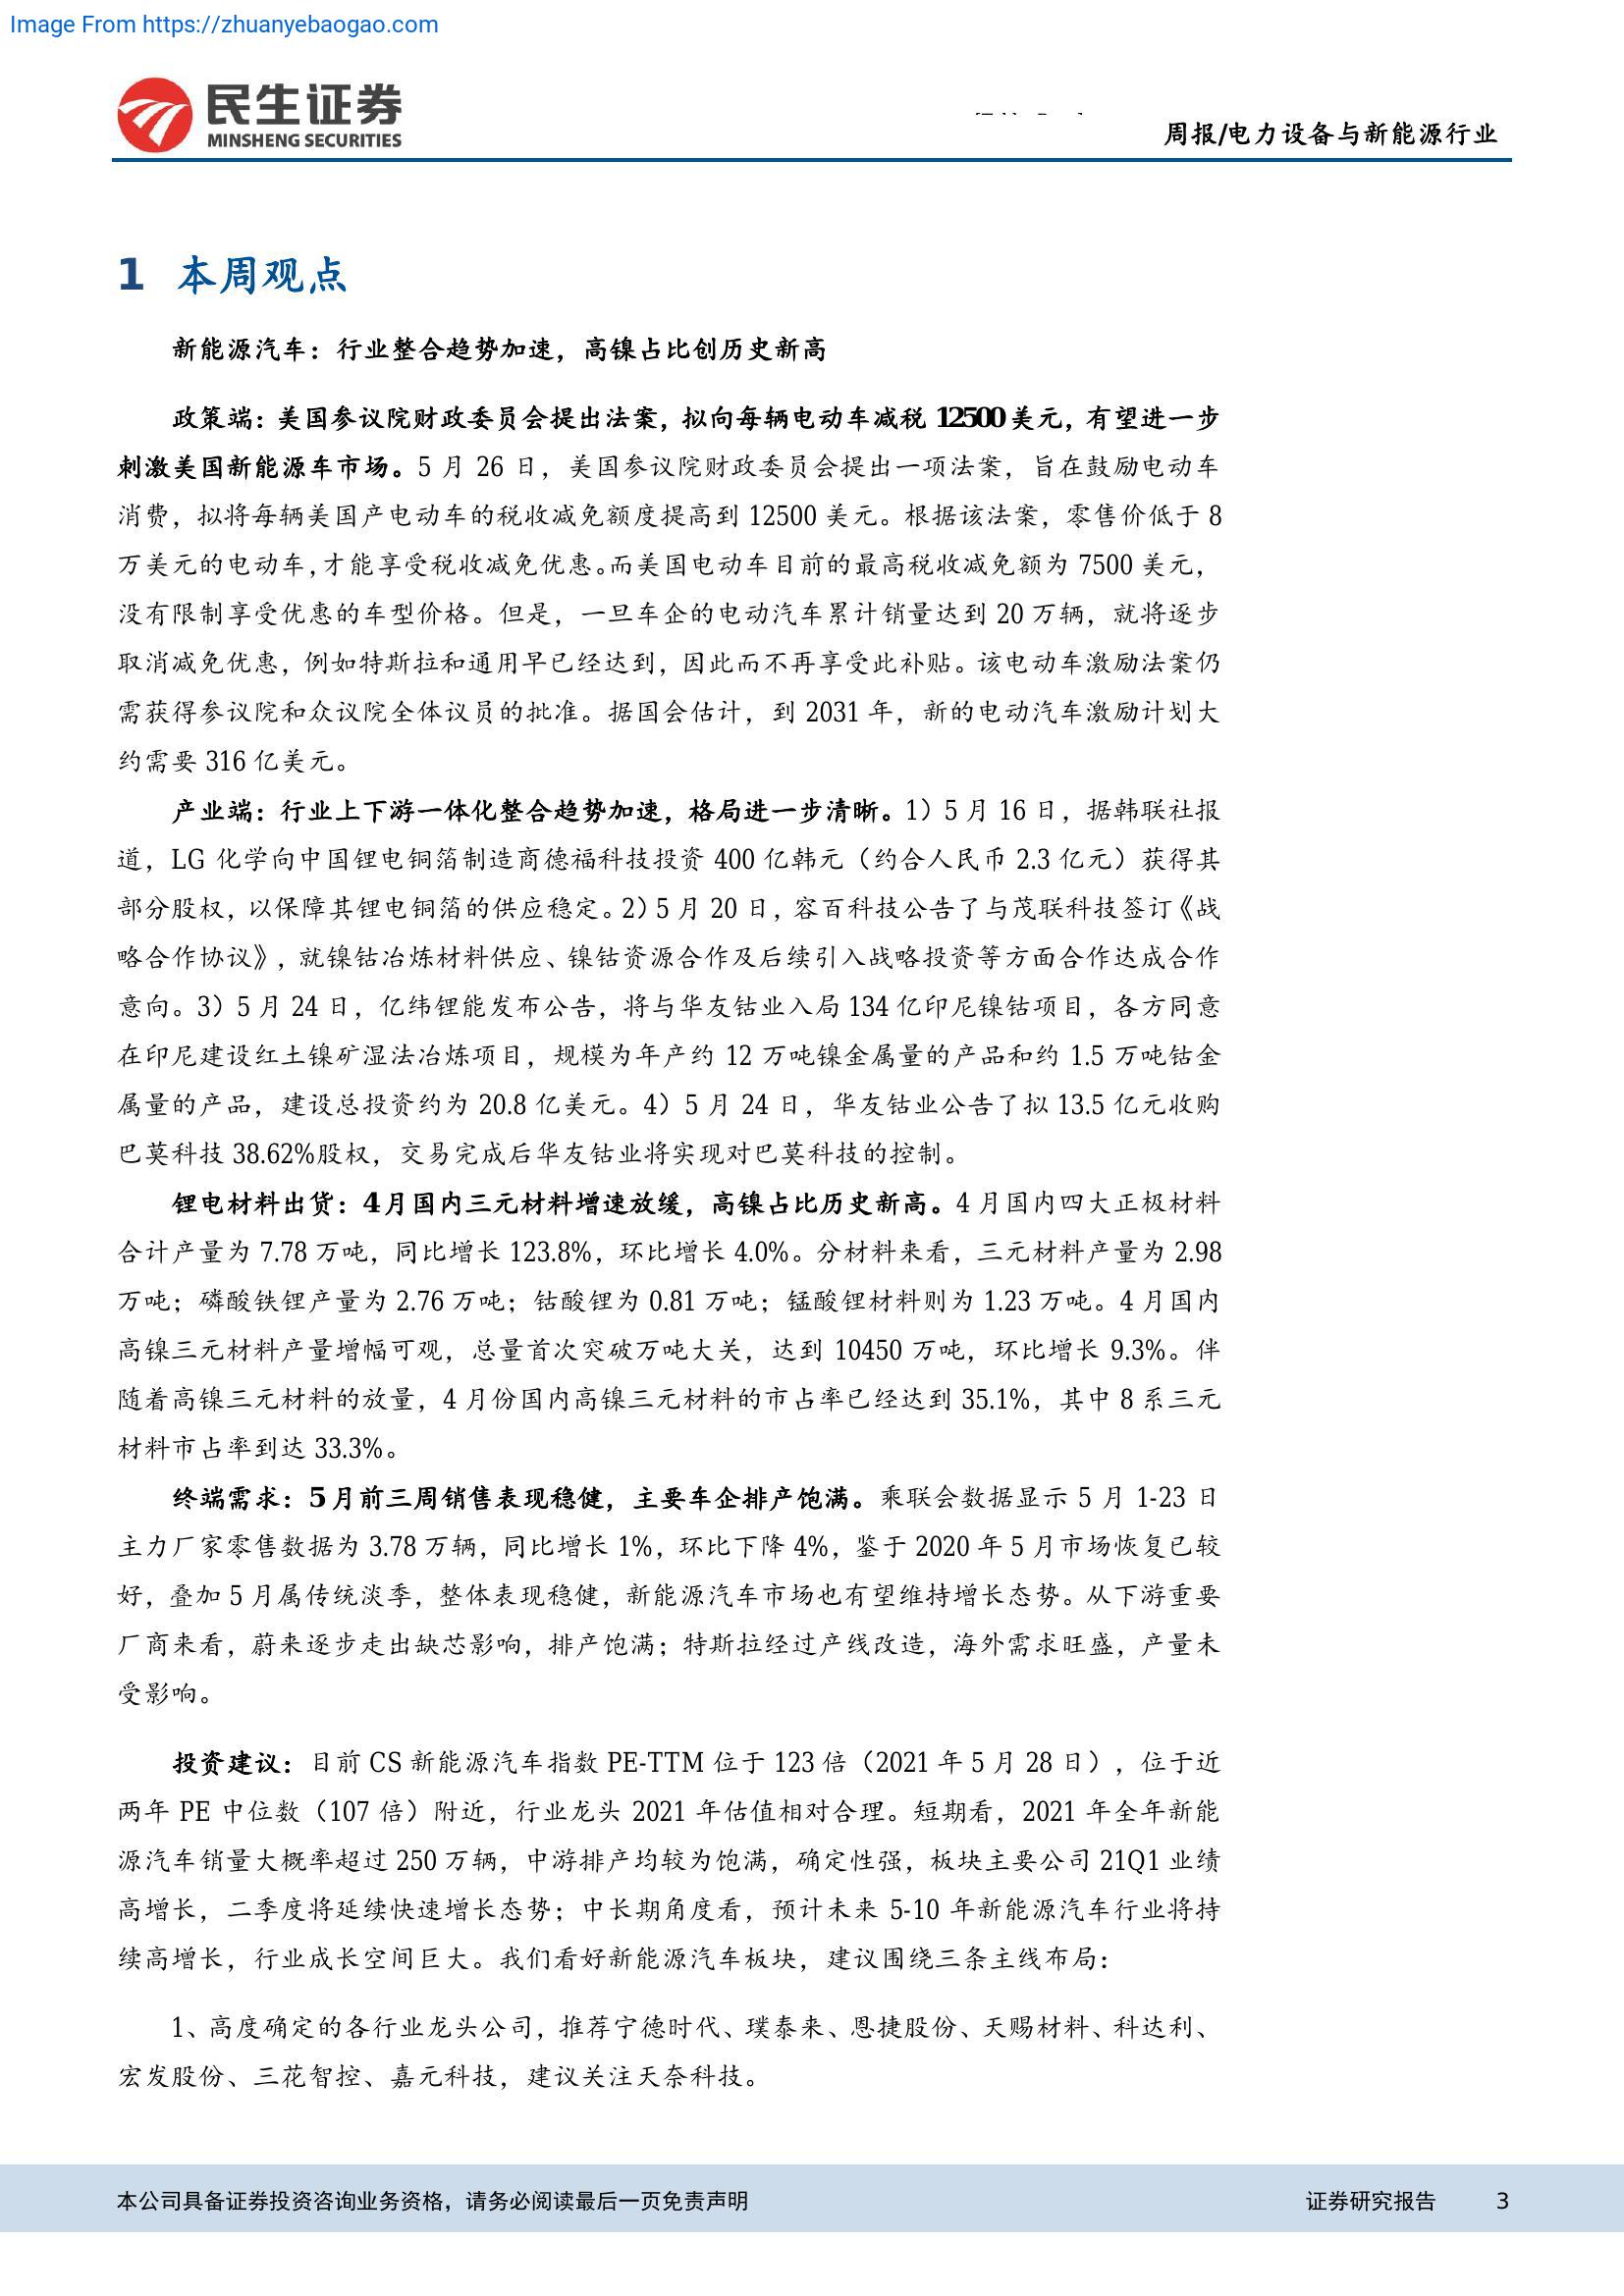 Image From https://zhuanyebaogao.com
民生证券
MINSHENG SECURITIES
周报/电力设备与新能源行业
1 本周观点
新能源汽车：行业整合趋势加速，高镍占比创历史新高
政策端：美国参议院财政委员会提出法案，拟向每辆电动车减税 12500 美元，有望进一步
刺激美国新能源车市场。5 月 26 日，美国参议院财政委员会提出一项法案，旨在鼓励电动车
消费，拟将每辆美国产电动车的税收减免额度提高到 12500 美元。根据该法案，零售价低于 8
万美元的电动车，才能享受税收减免优惠。而美国电动车目前的最高税收减免额为 7500 美元，
没有限制享受优惠的车型价格。但是，一旦车企的电动汽车累计销量达到 20 万辆，就将逐步
取消减免优惠，例如特斯拉和通用早已经达到，因此而不再享受此补贴。该电动车激励法案仍
需获得参议院和众议院全体议员的批准。据国会估计，到 2031 年，新的电动汽车激励计划大
约需要 316 亿美元。
产业端：行业上下游一体化整合趋势加速，格局进一步清晰。1）5 月 16 日，据韩联社报
道，LG 化学向中国锂电铜箔制造商德福科技投资 400 亿韩元（约合人民币 2.3 亿元）获得其
部分股权，以保障其锂电铜箔的供应稳定。2）5 月 20 日，容百科技公告了与茂联科技签订《战
略合作协议》，就镍钴冶炼材料供应、镍钴资源合作及后续引入战略投资等方面合作达成合作
意向。3）5 月 24 日，亿纬锂能发布公告，将与华友钴业入局 134 亿印尼镍钴项目，各方同意
在印尼建设红土镍矿湿法冶炼项目，规模为年产约 12 万吨镍金属量的产品和约 1.5 万吨钴金
属量的产品，建设总投资约为 20.8 亿美元。4）5 月 24 日，华友钴业公告了拟 13.5 亿元收购
巴莫科技 38.62%股权，交易完成后华友钴业将实现对巴莫科技的控制。
锂电材料出货：4 月国内三元材料增速放缓，高镍占比历史新高。4 月国内四大正极材料
合计产量为 7.78 万吨，同比增长 123.8%，环比增长 4.0%。分材料来看，三元材料产量为 2.98
万吨；磷酸铁锂产量为 2.76 万吨；钴酸锂为 0.81 万吨；锰酸锂材料则为 1.23 万吨。4 月国内
高镍三元材料产量增幅可观，总量首次突破万吨大关，达到 10450 万吨，环比增长 9.3%。伴
随着高镍三元材料的放量，4 月份国内高镍三元材料的市占率已经达到 35.1%，其中 8 系三元
材料市占率到达 33.3%。
终端需求：5 月前三周销售表现稳健，主要车企排产饱满。乘联会数据显示 5 月 1-23 日
主力厂家零售数据为 3.78 万辆，同比增长 1%，环比下降 4%，鉴于 2020 年 5 月市场恢复已较
好，叠加 5 月属传统淡季，整体表现稳健，新能源汽车市场也有望维持增长态势。从下游重要
厂商来看，蔚来逐步走出缺芯影响，排产饱满；特斯拉经过产线改造，海外需求旺盛，产量未
受影响。
投资建议：目前 CS 新能源汽车指数 PE-TTM 位于 123 倍（2021 年 5 月 28 日），位于近
两年 PE 中位数（107 倍）附近，行业龙头 2021 年估值相对合理。短期看，2021 年全年新能
源汽车销量大概率超过 250 万辆，中游排产均较为饱满，确定性强，板块主要公司 21Q1 业绩
高增长，二季度将延续快速增长态势；中长期角度看，预计未来 5-10 年新能源汽车行业将持
续高增长，行业成长空间巨大。我们看好新能源汽车板块，建议围绕三条主线布局：
1、高度确定的各行业龙头公司，推荐宁德时代、璞泰来、恩捷股份、天赐材料、科达利、
宏发股份、三花智控、嘉元科技，建议关注天奈科技。
本公司具备证券投资咨询业务资格，请务必阅读最后一页免责声明
证券研究报告 3